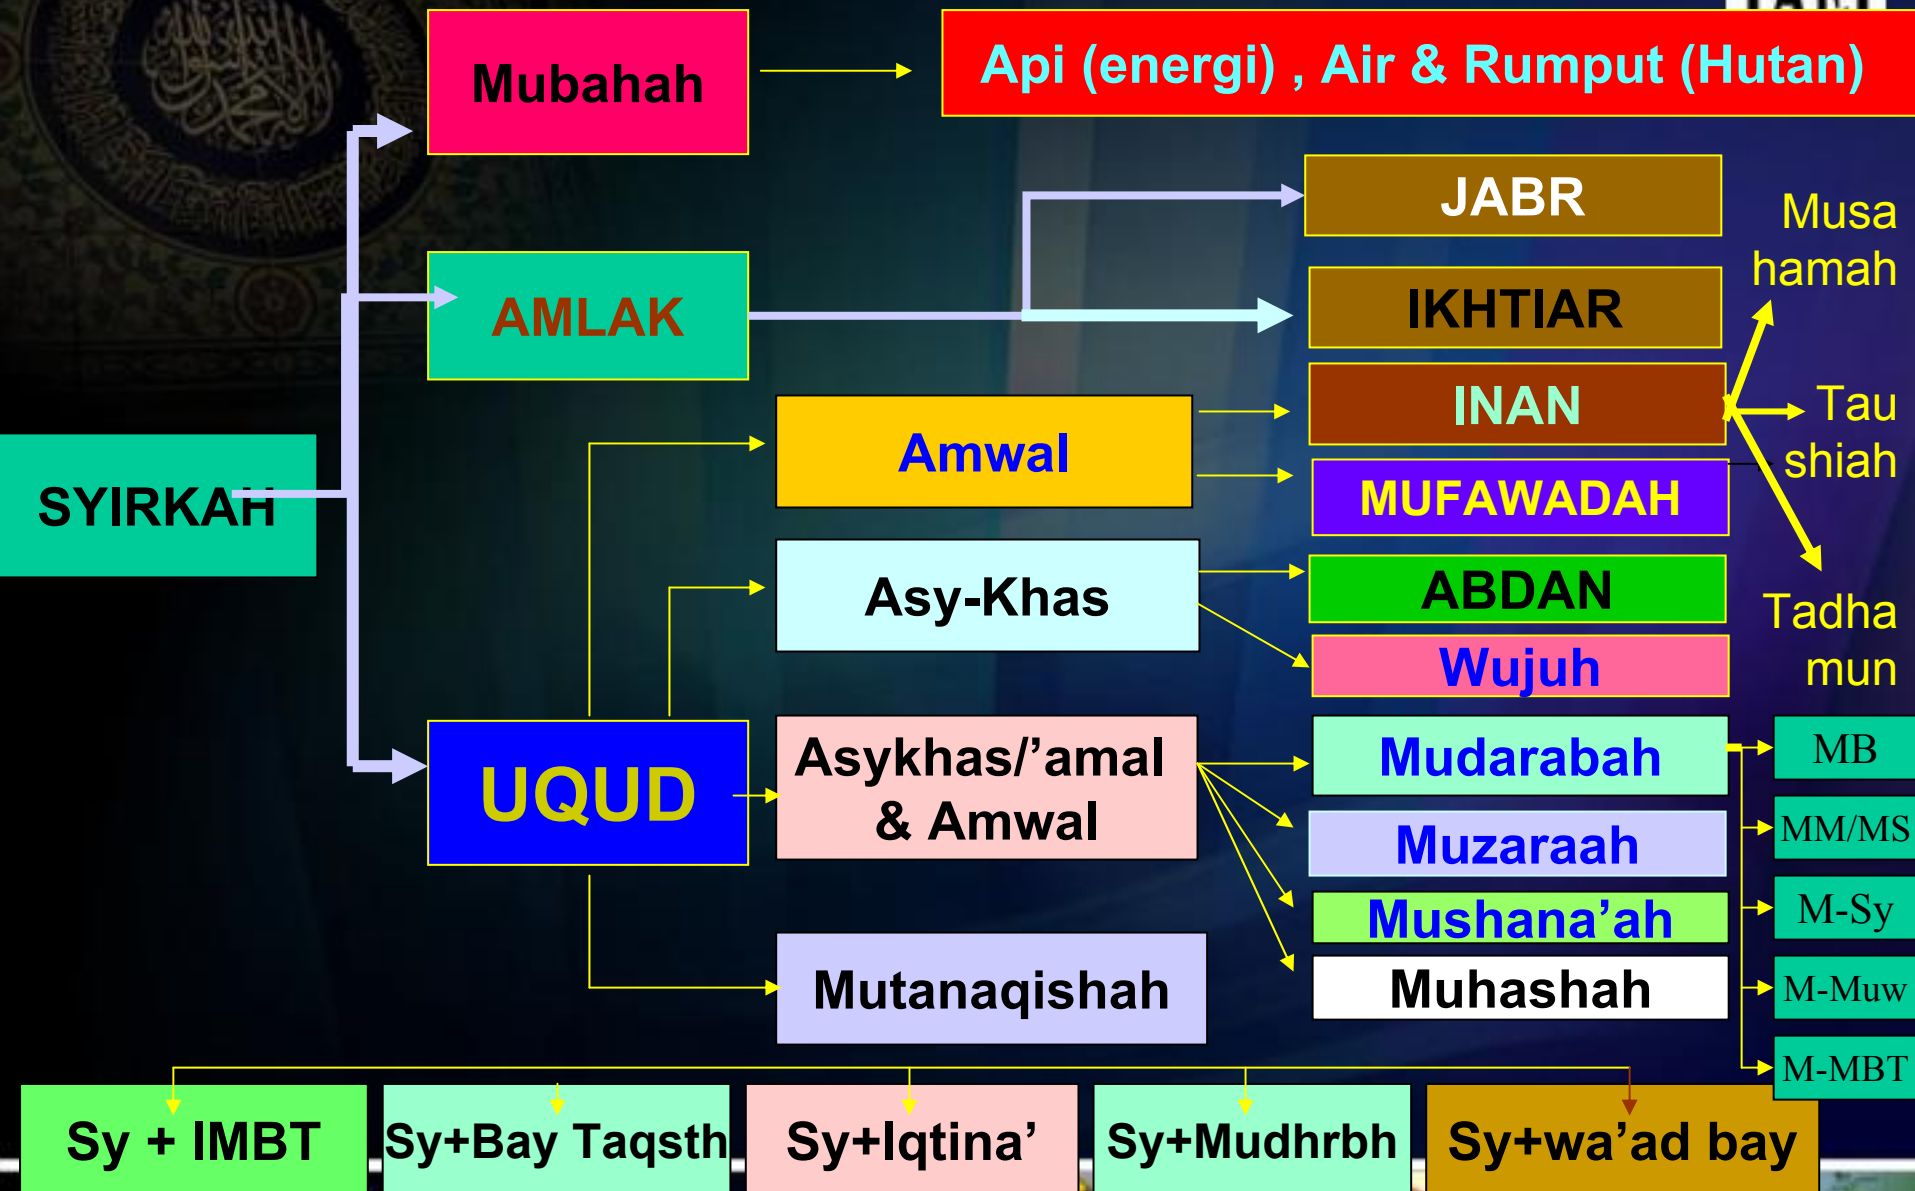 Mubahah
Api (energi) , Air & Rumput (Hutan)
JABR
Musa
hamah
AMLAK
IKHTIAR
INAN
Tau
shiah
Amwal
SYIRKAH
MUFAWADAH
Asy-Khas
ABDAN
Wujuh
Tadha
mun
UQUD
Asykhas/’amal
& Amwal
Mudarabah
MB
Muzaraah
MM/MS
Mushana’ah
M-Sy
Mutanaqishah
Muhashah
M-Muw
M-MBT
Sy + IMBT
Sy+Bay Taqsth
Sy+Iqtina’
Sy+Mudhrbh
Sy+wa’ad bay